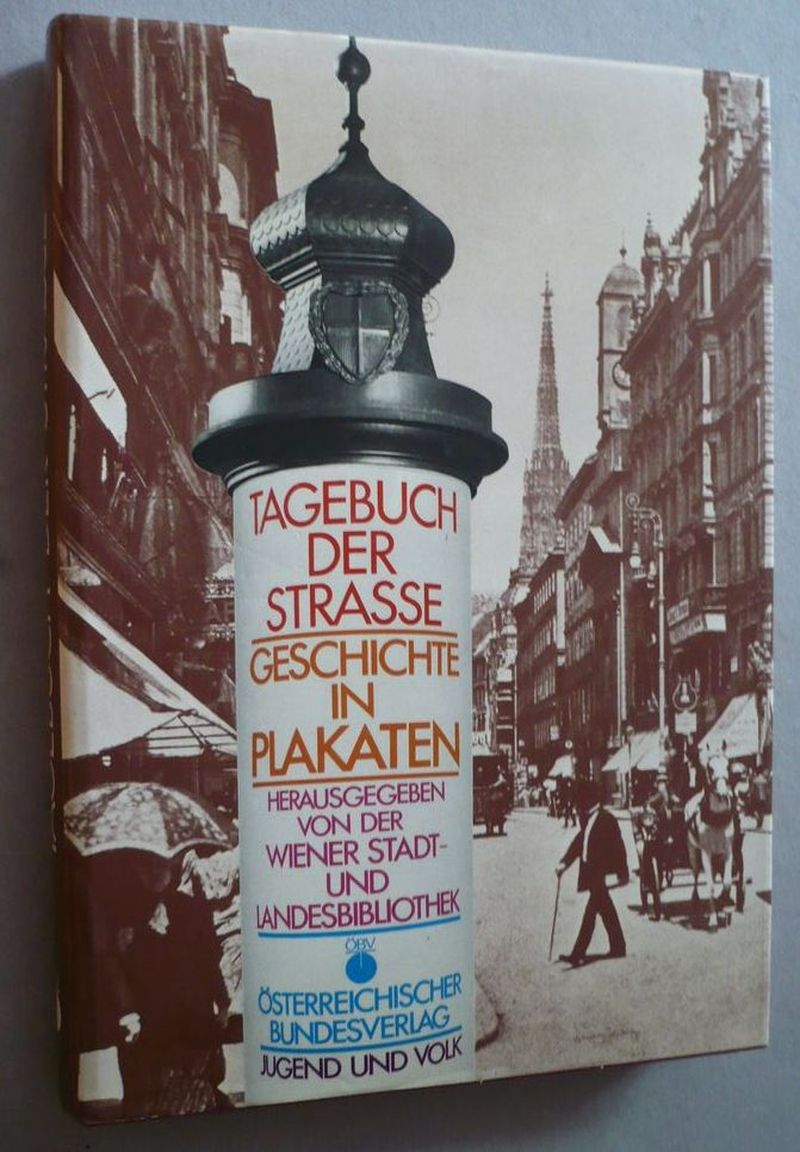 TAGEBUCH
DER
STRASSE
GESCHICHTE
IN
PLAKATEN
HERAUSGEGEBEN
VON DER
WIENER STADT-
UND
LANDESBIBLIOTHEK
ÖBV
ÖSTERREICHISCHER
BUNDESVERLAG
JUGEND UND VOLK